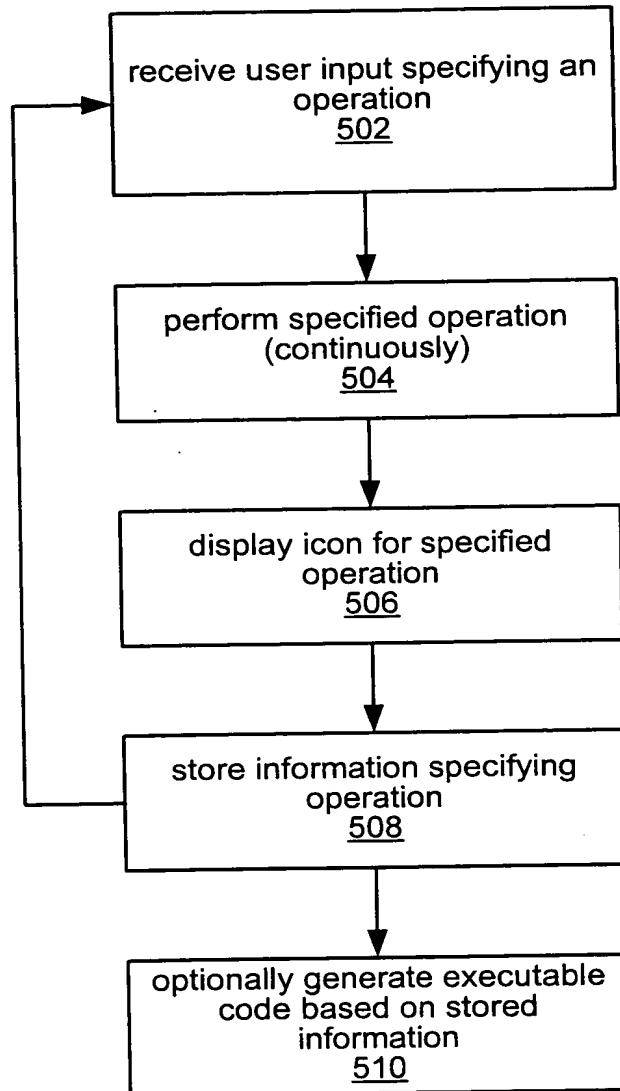 receive user input specifying an
operation
502
perform specified operation
(continuously)
504
display icon for specified
operation
506
store information specifying
operation
508
optionally generate executable
code based on stored
information
510